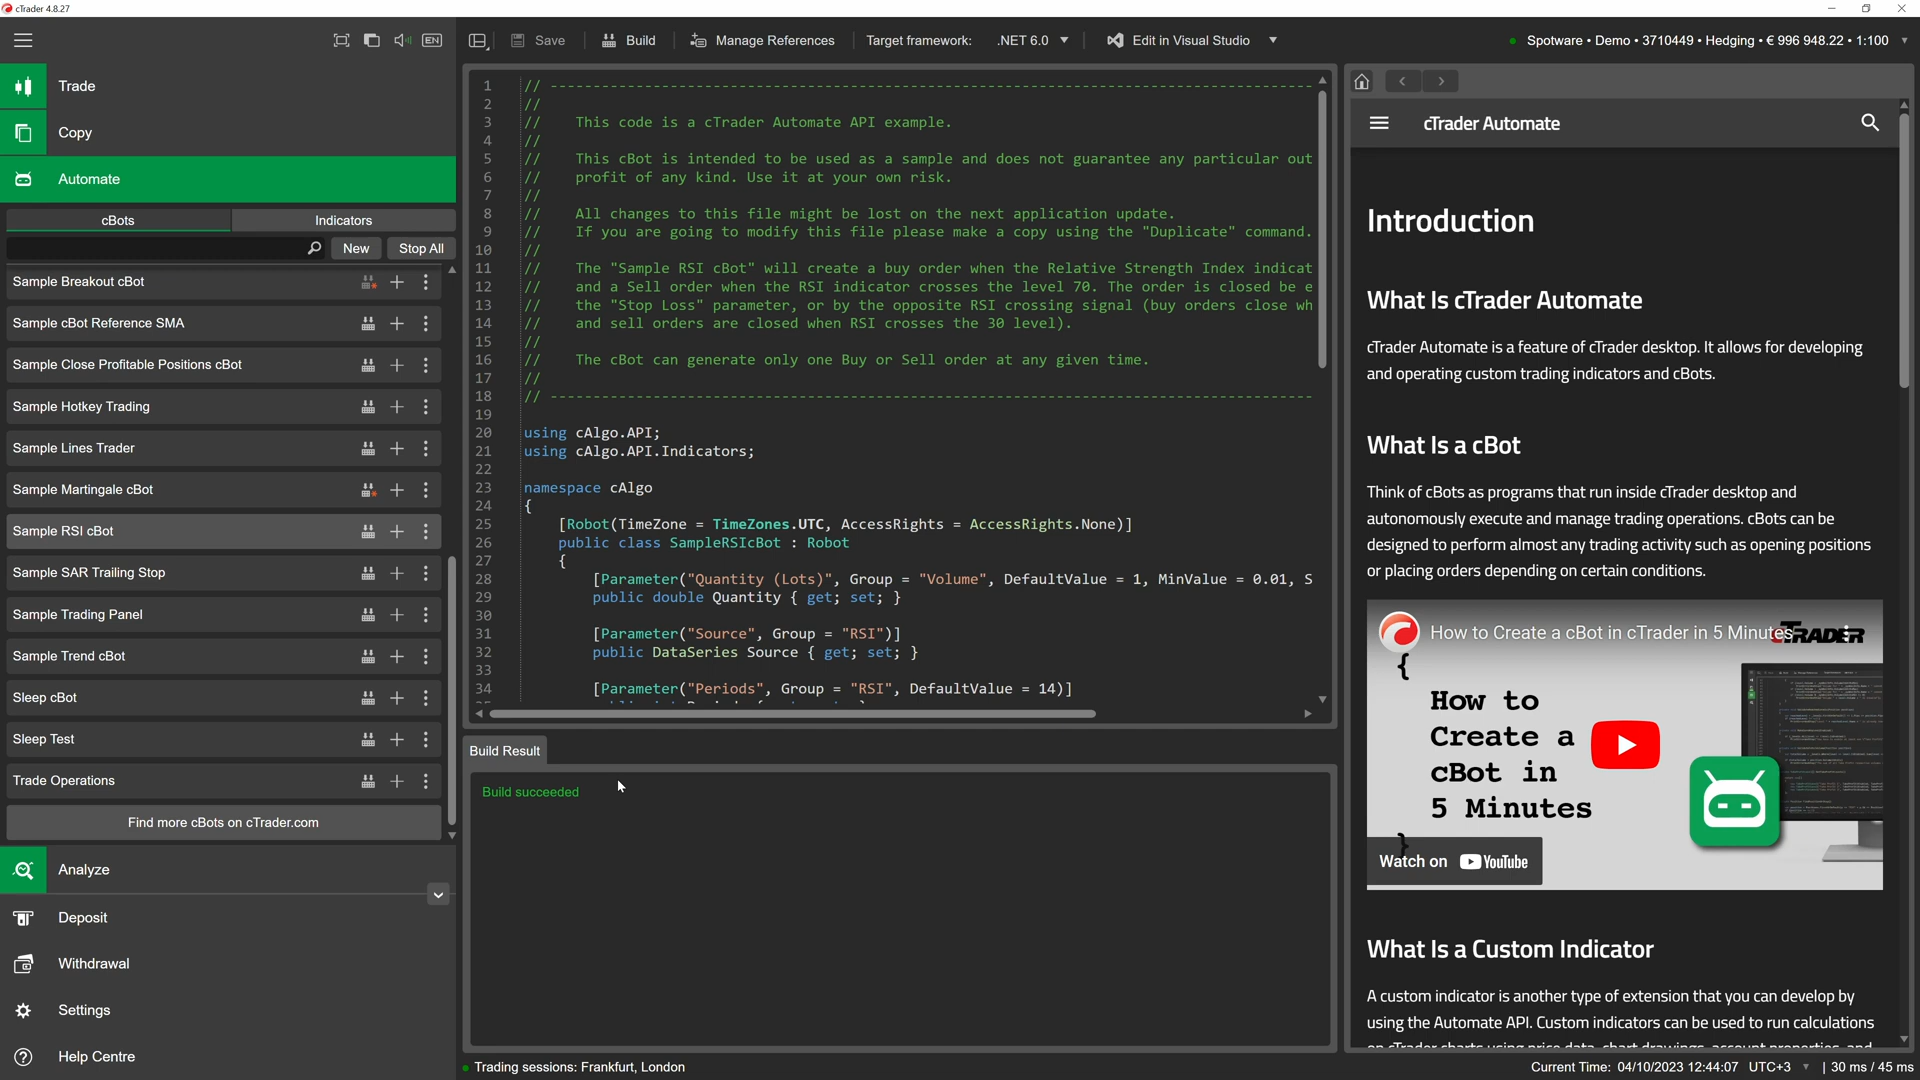 cTrader 4.8.27
EN
Save
Build
Manage References
Target framework:
.NET 6.0
Edit in Visual Studio
Spotware • Demo • 3710449 • Hedging • € 996 948.22 • 1:100
Trade
Copy
Automate
cBots
Indicators
New
Stop All
Sample Breakout cBot
Sample cBot Reference SMA
Sample Close Profitable Positions cBot
Sample Hotkey Trading
Sample Lines Trader
Sample Martingale cBot
Sample RSI cBot
Sample SAR Trailing Stop
Sample Trading Panel
Sample Trend cBot
Sleep cBot
Sleep Test
Trade Operations
Find more cBots on cTrader.com
Analyze
Deposit
Withdrawal
Settings
Help Centre
1 // -------------------------------------------------------------------------------------------------
2 //
3 // This code is a cTrader Automate API example.
4 //
5 // This cBot is intended to be used as a sample and does not guarantee any particular out
6 // profit of any kind. Use it at your own risk.
7 //
8 // All changes to this file might be lost on the next application update.
9 // If you are going to modify this file please make a copy using the "Duplicate" command.
10 //
11 // The "Sample RSI cBot" will create a buy order when the Relative Strength Index indicat
12 // and a Sell order when the RSI indicator crosses the level 70. The order is closed be e
13 // the "Stop Loss" parameter, or by the opposite RSI crossing signal (buy orders close wh
14 // and sell orders are closed when RSI crosses the 30 level).
15 //
16 // The cBot can generate only one Buy or Sell order at any given time.
17 //
18 // -------------------------------------------------------------------------------------------------
19
20 using cAlgo.API;
21 using cAlgo.API.Indicators;
22
23 namespace cAlgo
24 {
25 [Robot(TimeZone = TimeZones.UTC, AccessRights = AccessRights.None)]
26 public class SampleRSIcBot : Robot
27 {
28 [Parameter("Quantity (Lots)", Group = "Volume", DefaultValue = 1, MinValue = 0.01, S
29 public double Quantity { get; set; }
30
31 [Parameter("Source", Group = "RSI")]
32 public DataSeries Source { get; set; }
33
34 [Parameter("Periods", Group = "RSI", DefaultValue = 14)]
Build Result
Build succeeded
cTrader Automate
Introduction
What Is cTrader Automate
cTrader Automate is a feature of cTrader desktop. It allows for developing
and operating custom trading indicators and cBots.
What Is a cBot
Think of cBots as programs that run inside cTrader desktop and
autonomously execute and manage trading operations. cBots can be
designed to perform almost any trading activity such as opening positions
or placing orders depending on certain conditions.
How to Create a cBot in cTrader in 5 Minutes
cTRADER
{
How to
Create a
cBot in
5 Minutes
}
Watch on YouTube
What Is a Custom Indicator
A custom indicator is another type of extension that you can develop by
using the Automate API. Custom indicators can be used to run calculations
on cTrader charts using price data, chart drawings, account properties, and
Trading sessions: Frankfurt, London
Current Time: 04/10/2023 12:44:07 UTC+3
| 30 ms / 45 ms